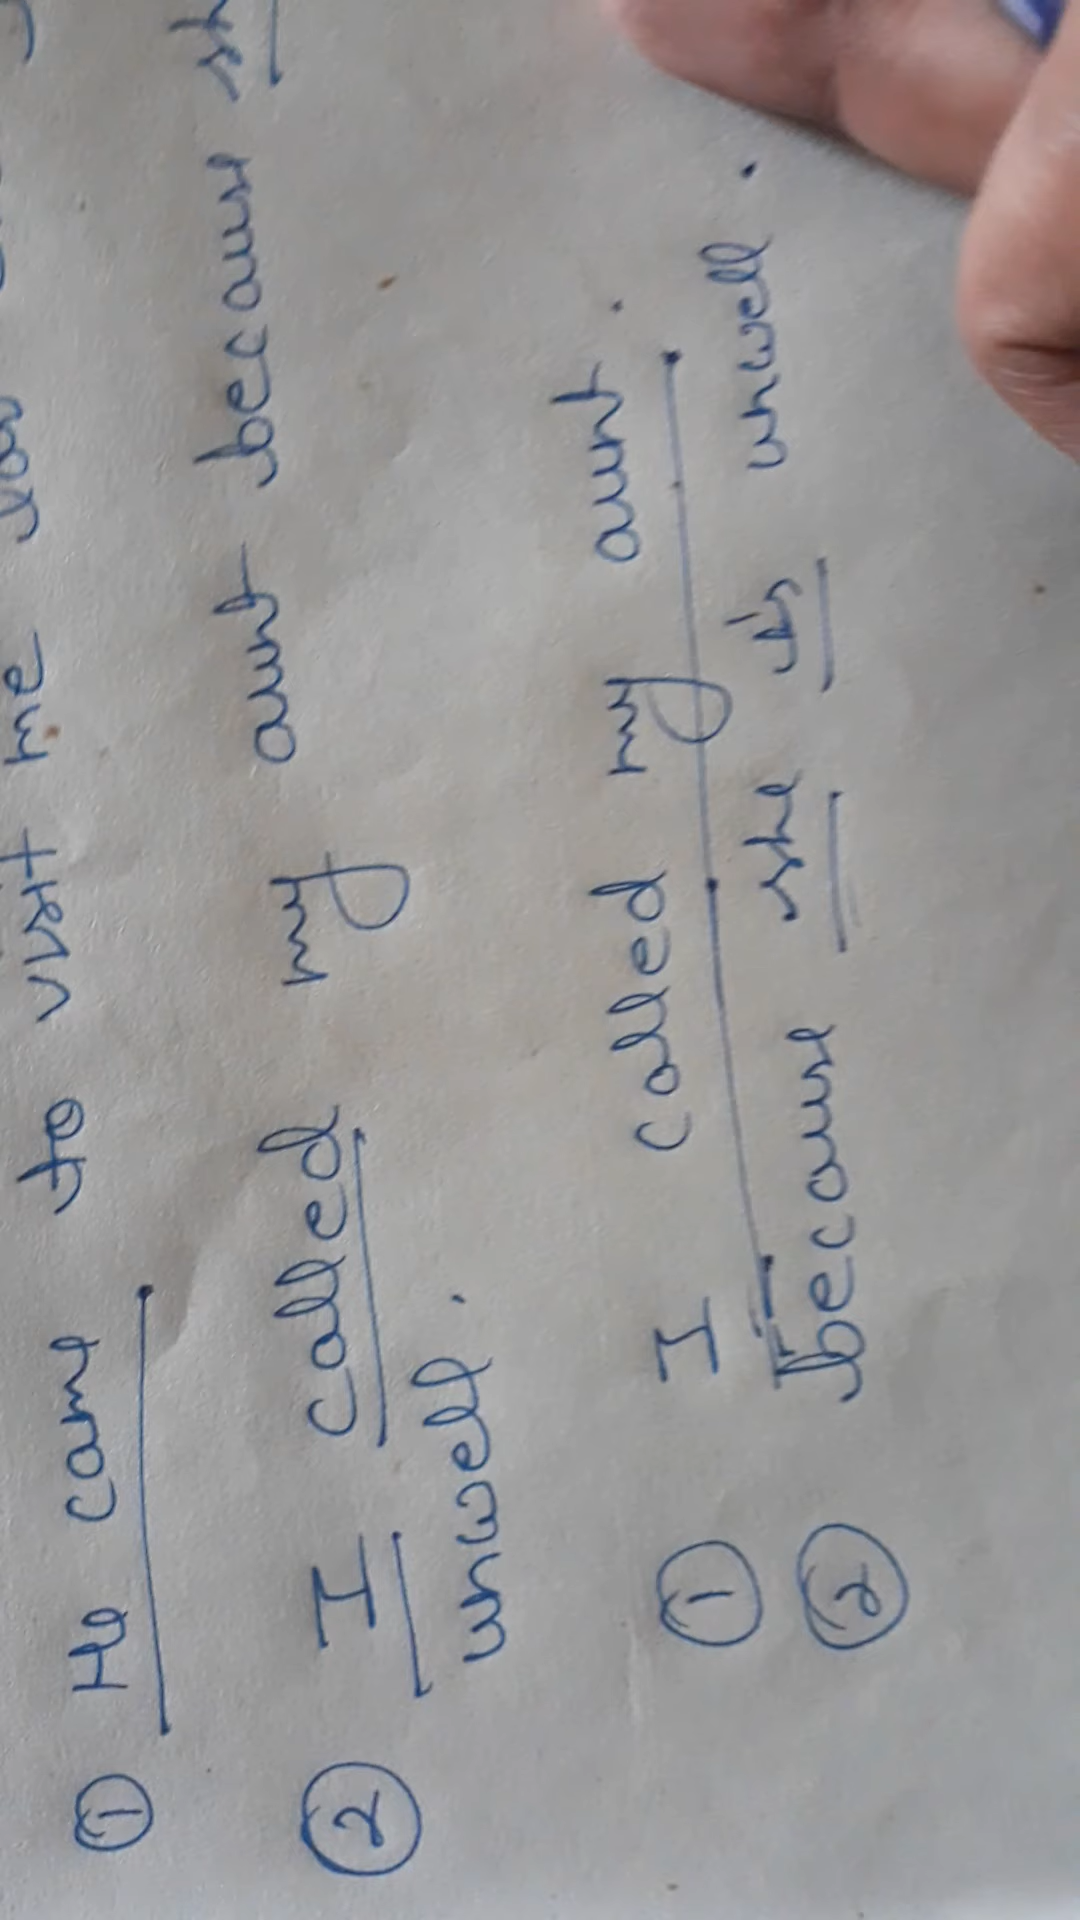 ① He came to visit me
② I called my aunt because
unwell.
① I called my aunt.
② because she is unwell.